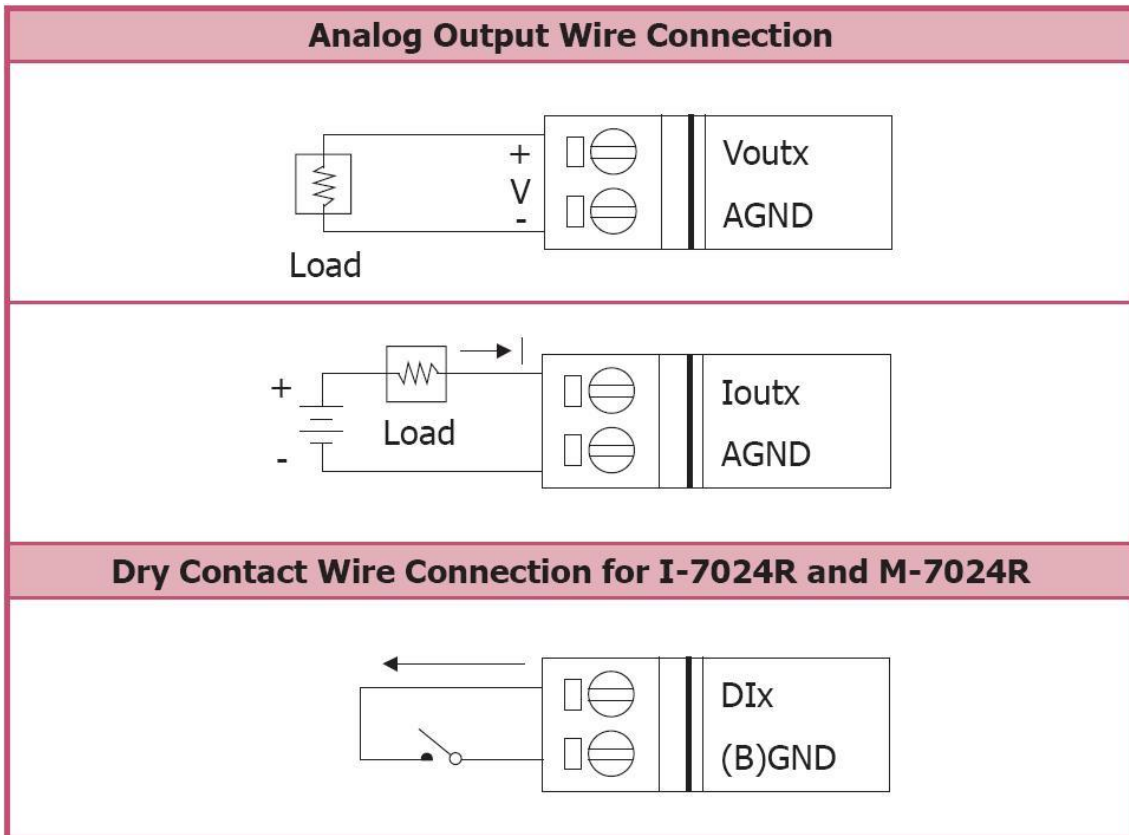 Analog Output Wire Connection
+
V
-
Load
Voutx
AGND
+
-
Load
I
Ioutx
AGND
Dry Contact Wire Connection for I-7024R and M-7024R
DIx
(B)GND